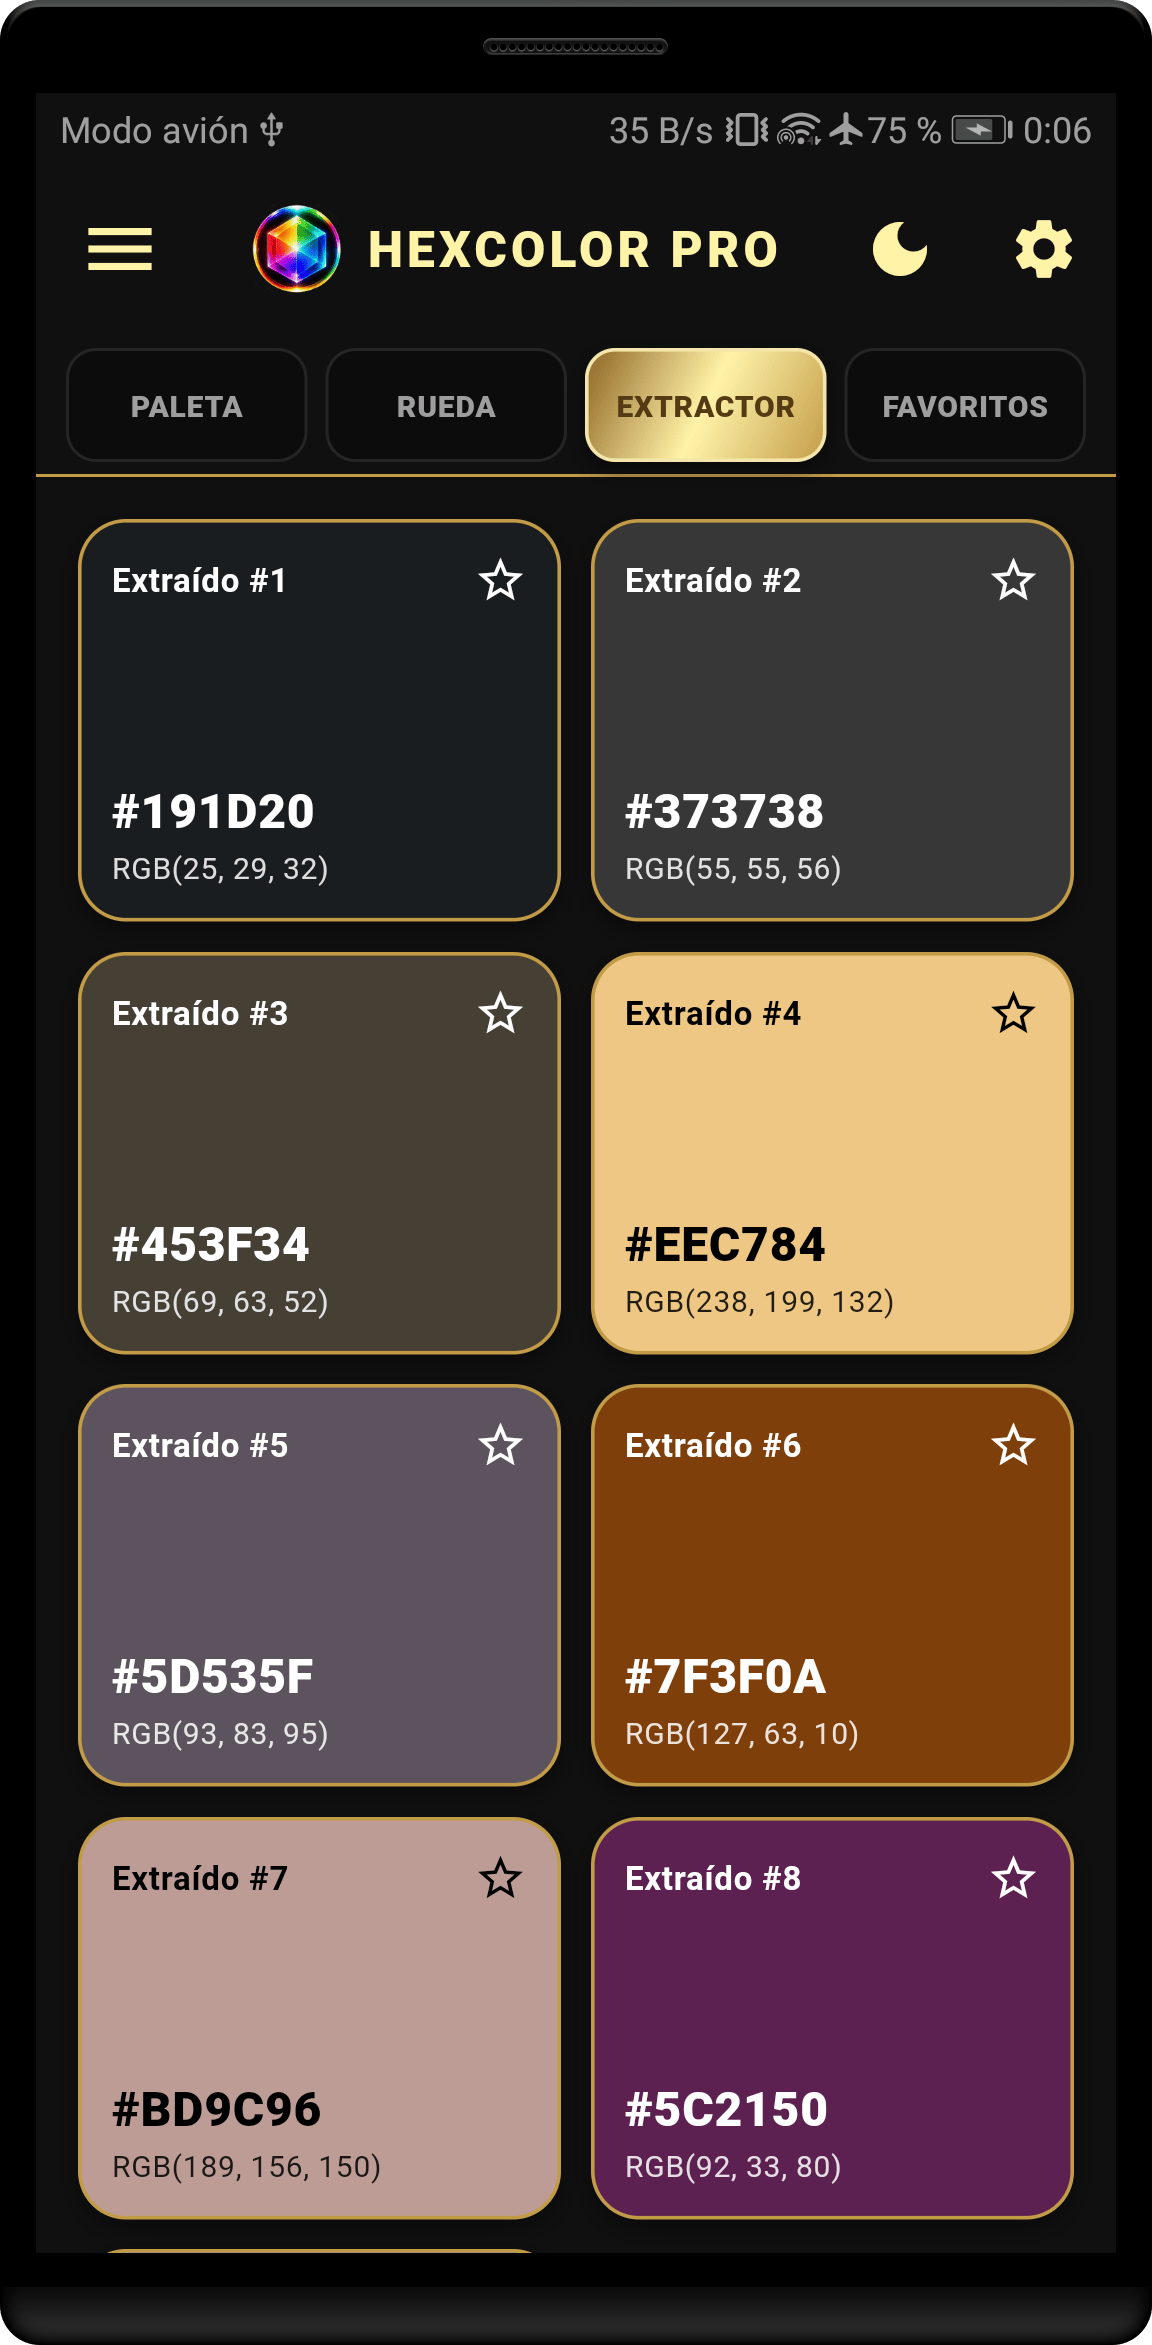 Modo avión 35 B/s 75 % 0:06
HEXCOLOR PRO
PALETA RUEDA EXTRACTOR FAVORITOS
Extraído #1
#191D20
RGB(25, 29, 32)
Extraído #2
#373738
RGB(55, 55, 56)
Extraído #3
#453F34
RGB(69, 63, 52)
Extraído #4
#EEC784
RGB(238, 199, 132)
Extraído #5
#5D535F
RGB(93, 83, 95)
Extraído #6
#7F3F0A
RGB(127, 63, 10)
Extraído #7
#BD9C96
RGB(189, 156, 150)
Extraído #8
#5C2150
RGB(92, 33, 80)